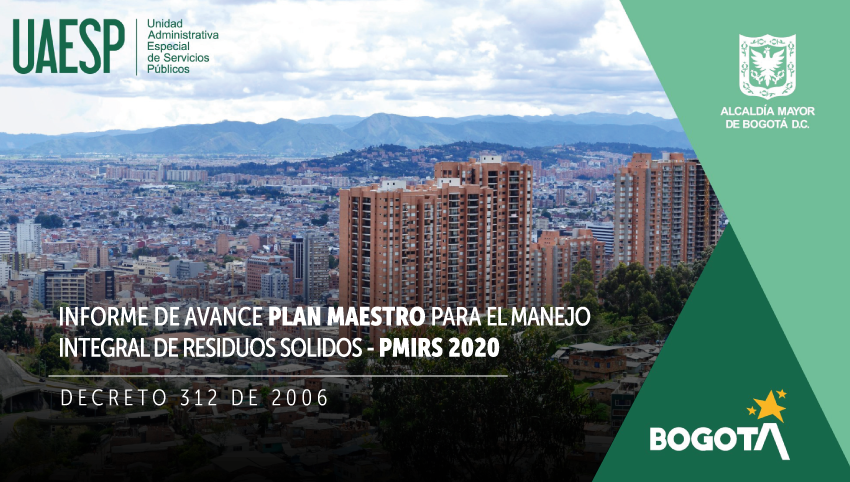 UAESP
Unidad
Administrativa
Especial
de Servicios
Públicos
ALCALDÍA MAYOR
DE BOGOTÁ D.C.
INFORME DE AVANCE PLAN MAESTRO PARA EL MANEJO
INTEGRAL DE RESIDUOS SOLIDOS - PMIRS 2020
DECRETO 312 DE 2006
BOGOTÁ